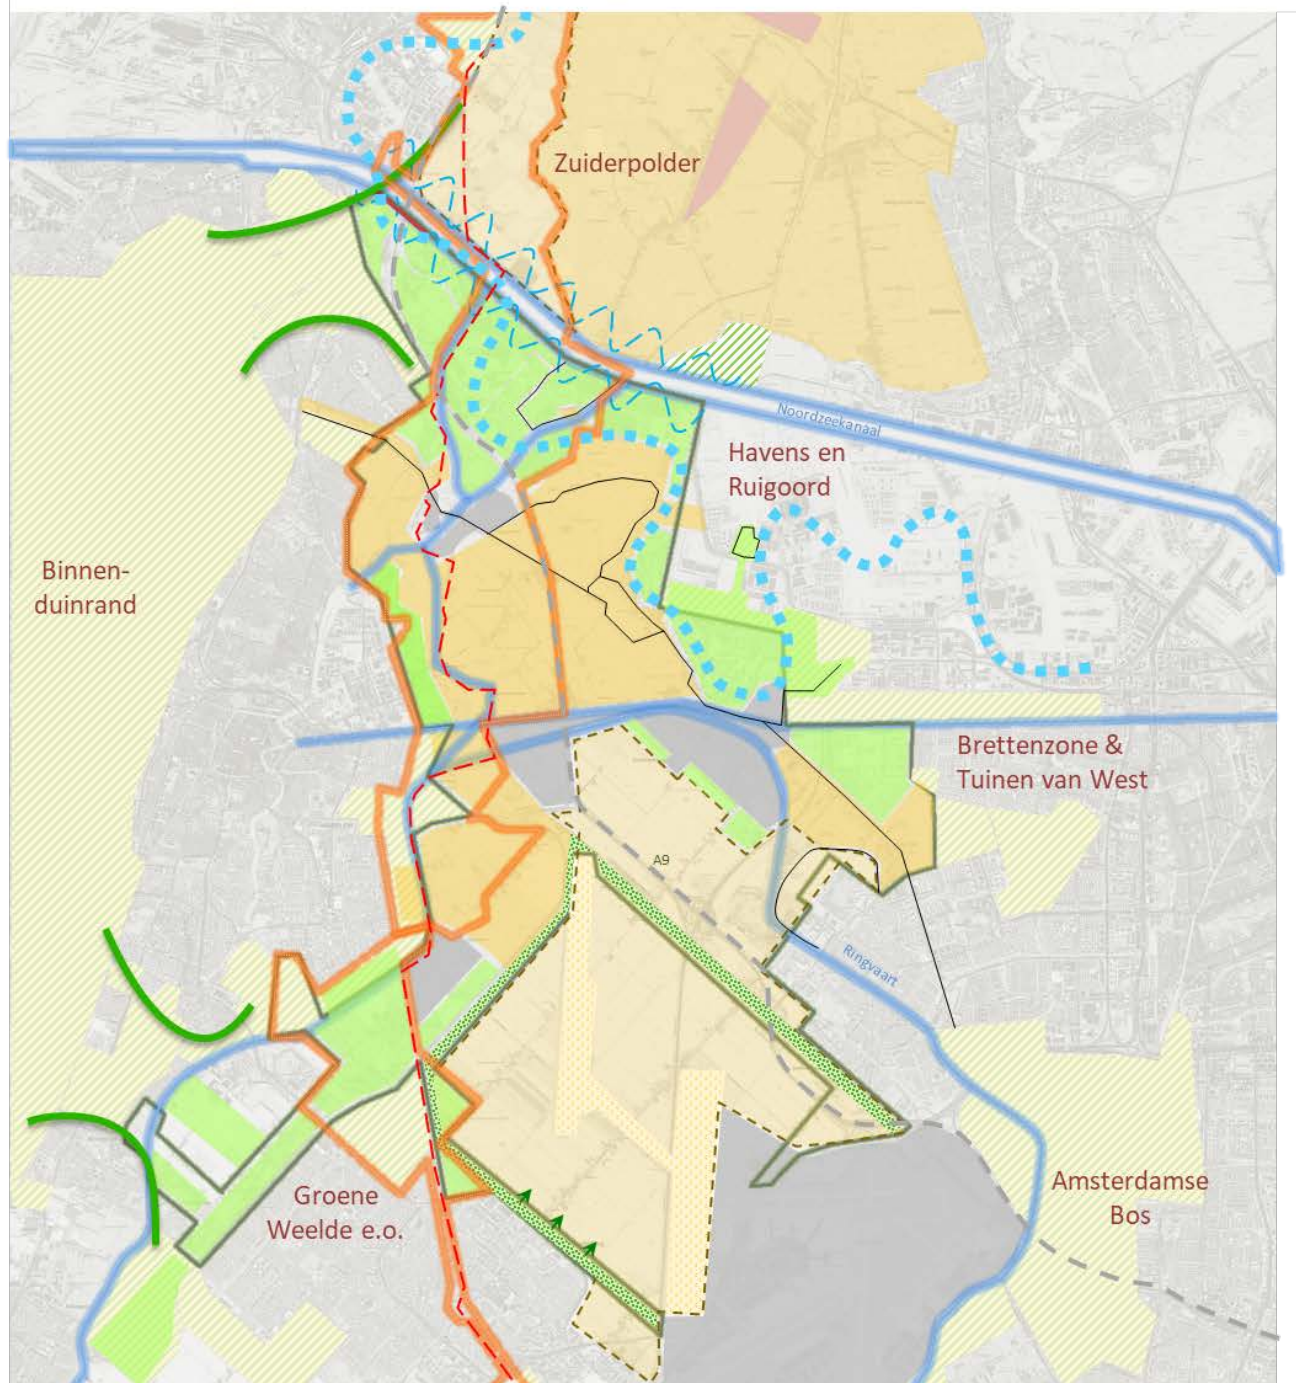 Zuiderpolder
Noordzeekanaal
Havens en
Ruigoord
Binnen-
duinrand
Brettenzone &
Tuinen van West
A9
Ringvaart
Groene
Weelde e.o.
Amsterdamse
Bos